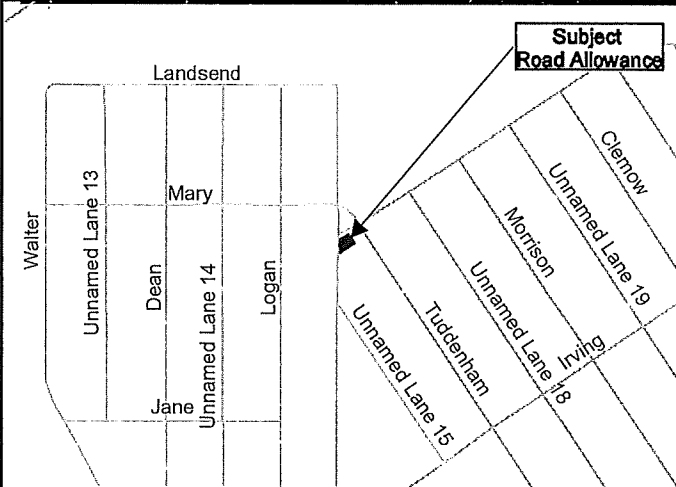 Subject
Road Allowance
Landsend
Clemow
Mary
Unnamed Lane 13
Unnamed Lane 19
Walter
Morrison
Dean
Unnamed Lane 14
Logan
Unnamed Lane 18
Tuddenham
Unnamed Lane 15
Irving
Jane